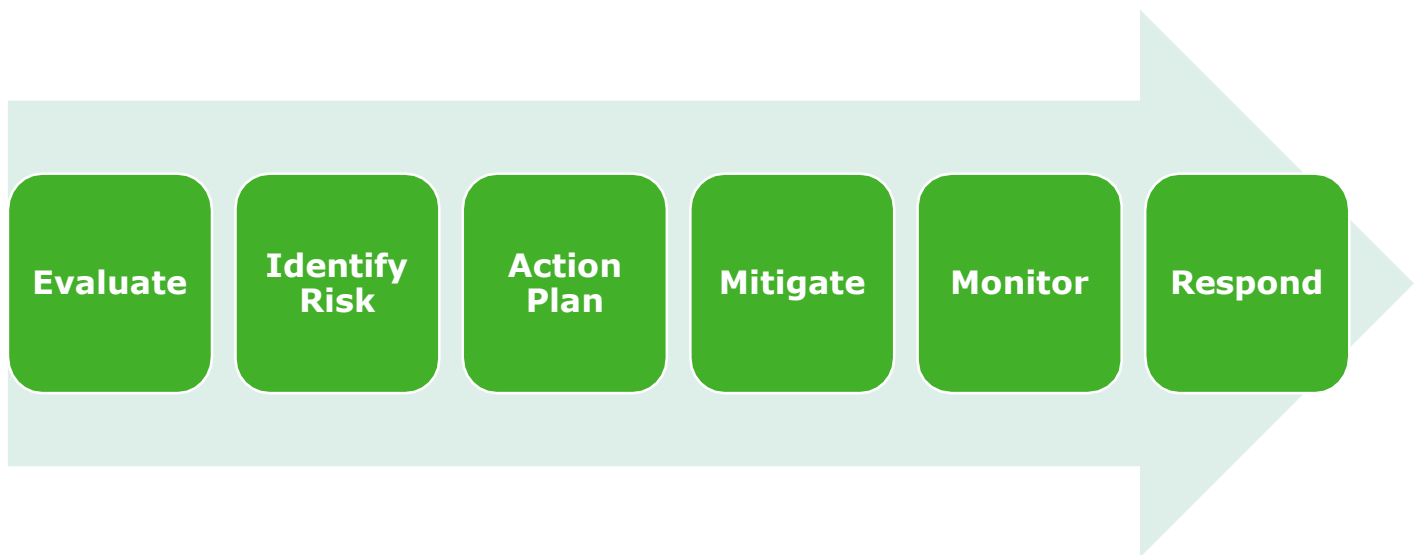 Evaluate
Identify
Risk
Action
Plan
Mitigate
Monitor
Respond